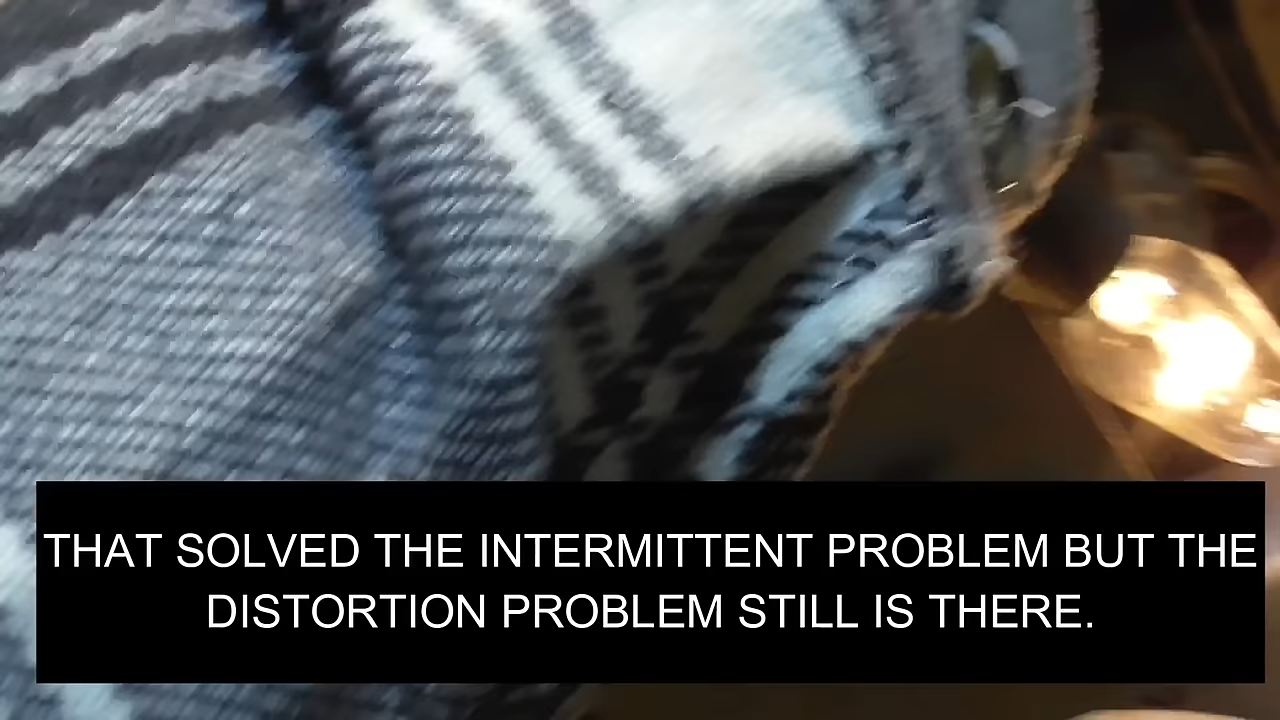 THAT SOLVED THE INTERMITTENT PROBLEM BUT THE
DISTORTION PROBLEM STILL IS THERE.